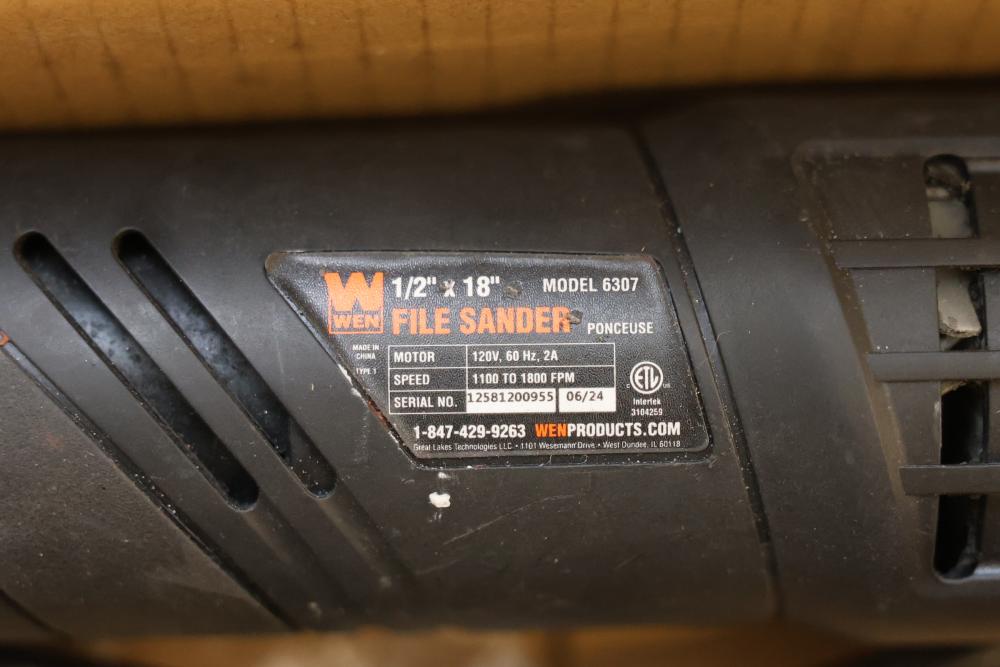 W
WEN
1/2" x 18"
MODEL 6307
FILE SANDER PONCEUSE
MADE IN
CHINA
TYPE 1
MOTOR 120V, 60 Hz, 2A
SPEED 1100 TO 1800 FPM
SERIAL NO. 12581200955 06/24
C ETL US
Intertek
3104259
1-847-429-9263 WENPRODUCTS.COM
Great Lakes Technologies LLC • 1101 Wesemann Drive • West Dundee, IL 60118